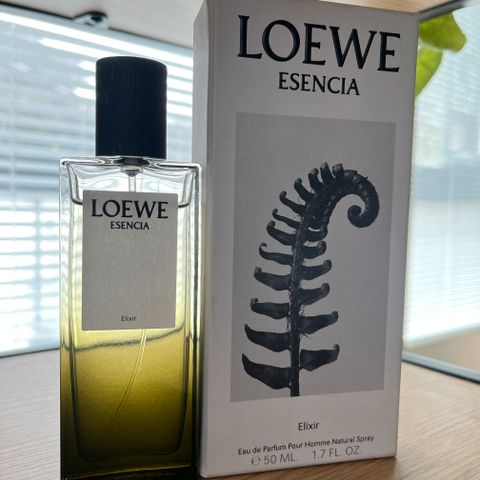 LOEWE
ESENCIA
Elixir
LOEWE
ESENCIA
Elixir
Eau de Parfum Pour Homme Natural Spray
℮ 50 ML. 1.7 FL. OZ.